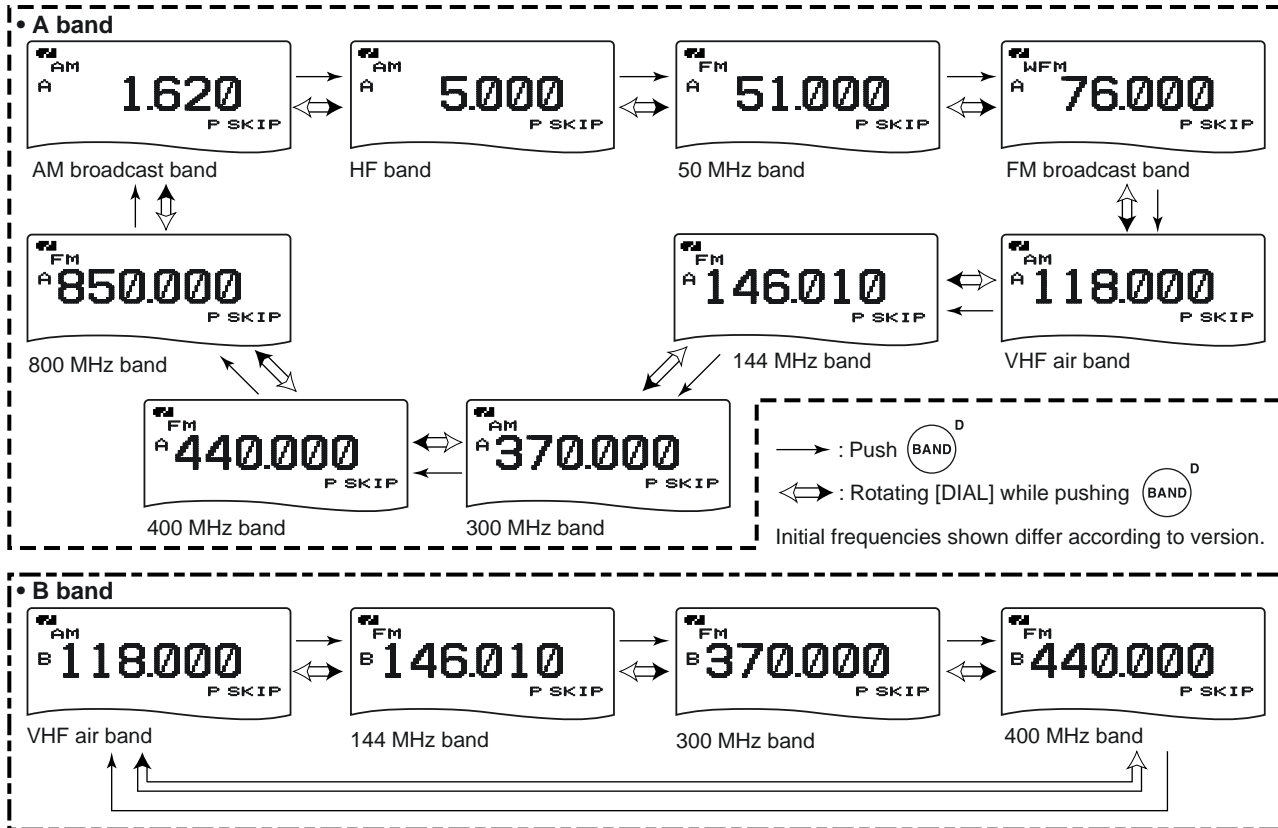 • A band
AM
A 1.620
P SKIP
AM broadcast band
AM
A 5.000
P SKIP
HF band
FM
A 51.000
P SKIP
50 MHz band
WFM
A 76.000
P SKIP
FM broadcast band
FM
A 850.000
P SKIP
800 MHz band
FM
A 146.010
P SKIP
144 MHz band
AM
A 118.000
P SKIP
VHF air band
FM
A 440.000
P SKIP
400 MHz band
AM
A 370.000
P SKIP
300 MHz band
: Push BAND D
: Rotating [DIAL] while pushing BAND D
Initial frequencies shown differ according to version.
• B band
AM
B 118.000
P SKIP
VHF air band
FM
B 146.010
P SKIP
144 MHz band
FM
B 370.000
P SKIP
300 MHz band
FM
B 440.000
P SKIP
400 MHz band